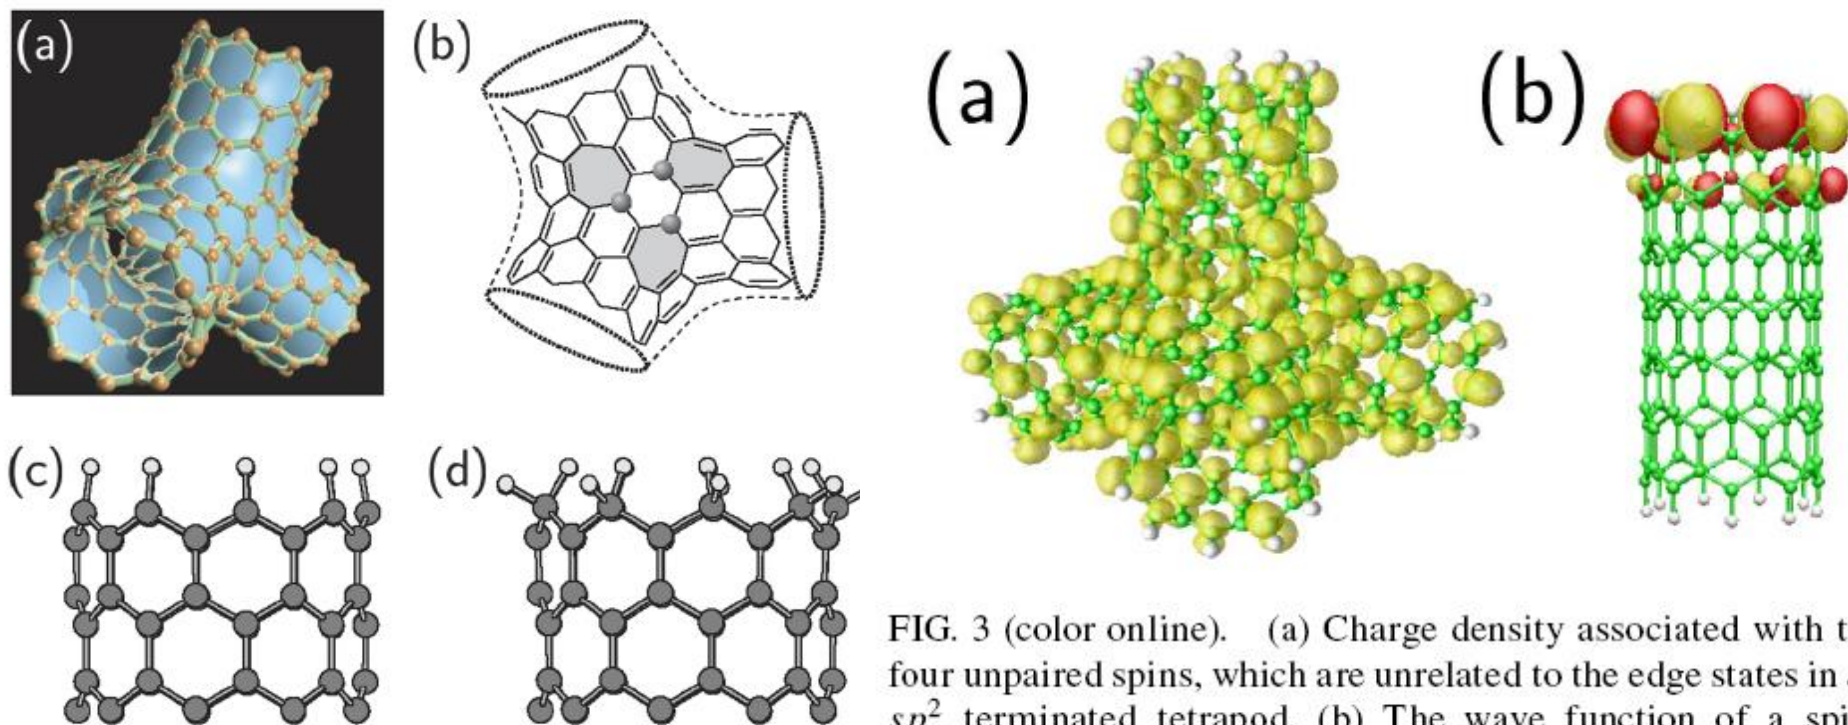 (a)
(b)
(c)
(d)
(a)
(b)
FIG. 3 (color online). (a) Charge density associated with
four unpaired spins, which are unrelated to the edge states in
sp² terminated tetrapod. (b) The wave function of a